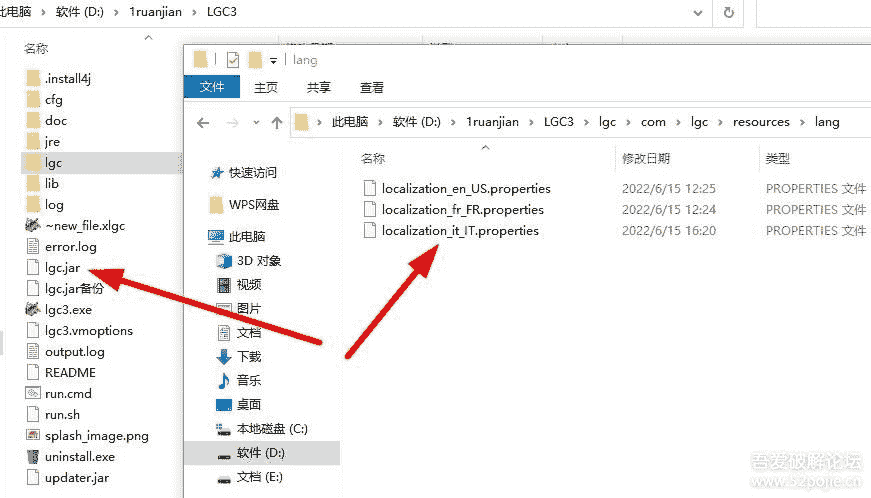 此电脑 › 软件 (D:) › 1ruanjian › LGC3
名称
.install4j
cfg
doc
jre
lgc
lib
log
~new_file.xlgc
error.log
lgc.jar
lgc.jar备份
lgc3.exe
lgc3.vmoptions
output.log
README
run.cmd
run.sh
splash_image.png
uninstall.exe
updater.jar
lang
文件 主页 共享 查看
此电脑 › 软件 (D:) › 1ruanjian › LGC3 › lgc › com › lgc › resources › lang
快速访问
WPS网盘
此电脑
3D 对象
视频
图片
文档
下载
音乐
桌面
本地磁盘 (C:)
软件 (D:)
文档 (E:)
名称 修改日期 类型
localization_en_US.properties 2022/6/15 12:25 PROPERTIES 文件
localization_fr_FR.properties 2022/6/15 12:24 PROPERTIES 文件
localization_it_IT.properties 2022/6/15 16:20 PROPERTIES 文件
吾爱破解论坛
www.52pojie.cn